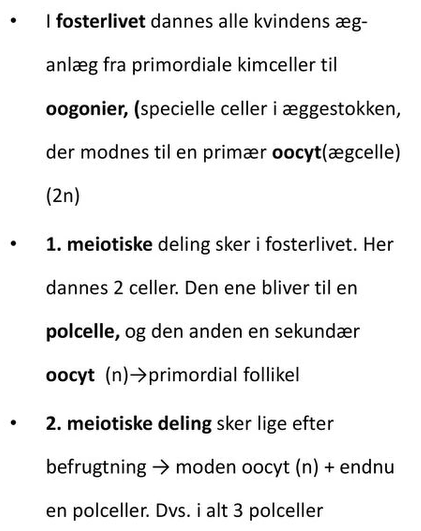 • I fosterlivet dannes alle kvindens æg-
anlæg fra primordiale kimceller til
oogonier, (specielle celler i æggestokken,
der modnes til en primær oocyt(ægcelle)
(2n)
• 1. meiotiske deling sker i fosterlivet. Her
dannes 2 celler. Den ene bliver til en
polcelle, og den anden en sekundær
oocyt (n)→primordial follikel
• 2. meiotiske deling sker lige efter
befrugtning → moden oocyt (n) + endnu
en polceller. Dvs. i alt 3 polceller